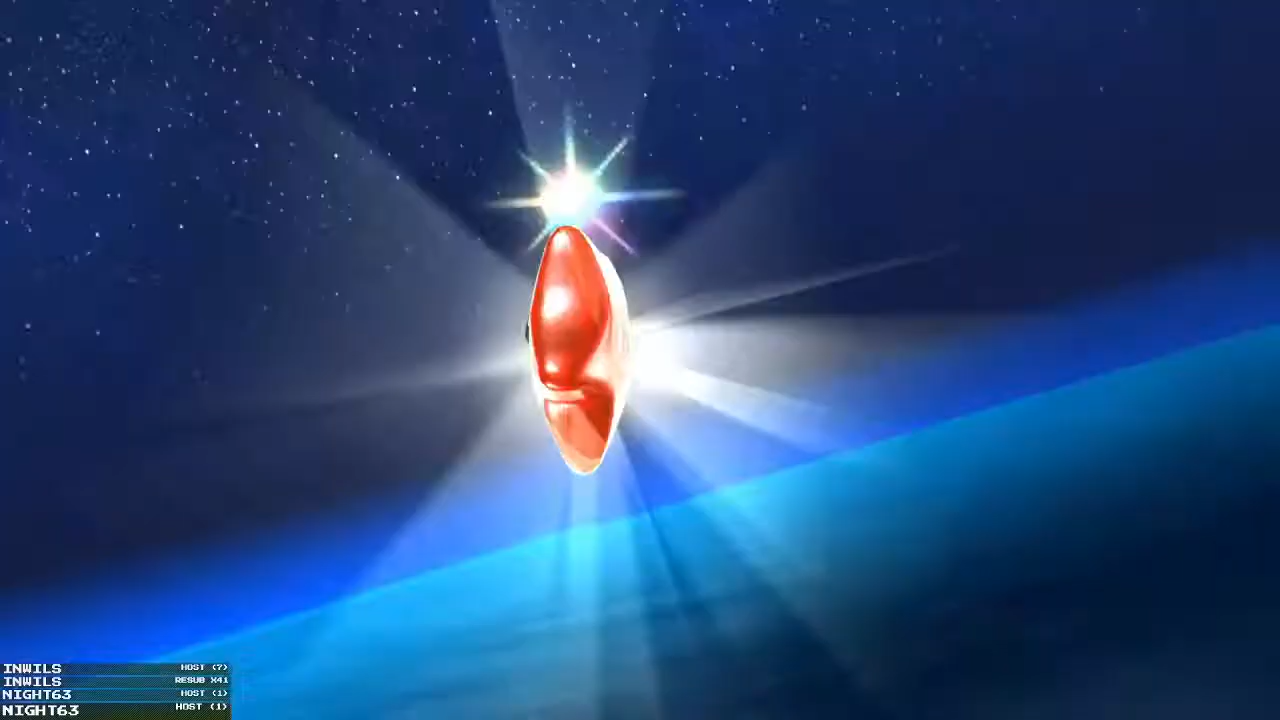 INWILS HOST (7)
INWILS RESUB X41
NIGHT63 HOST (1)
NIGHT63 HOST (1)